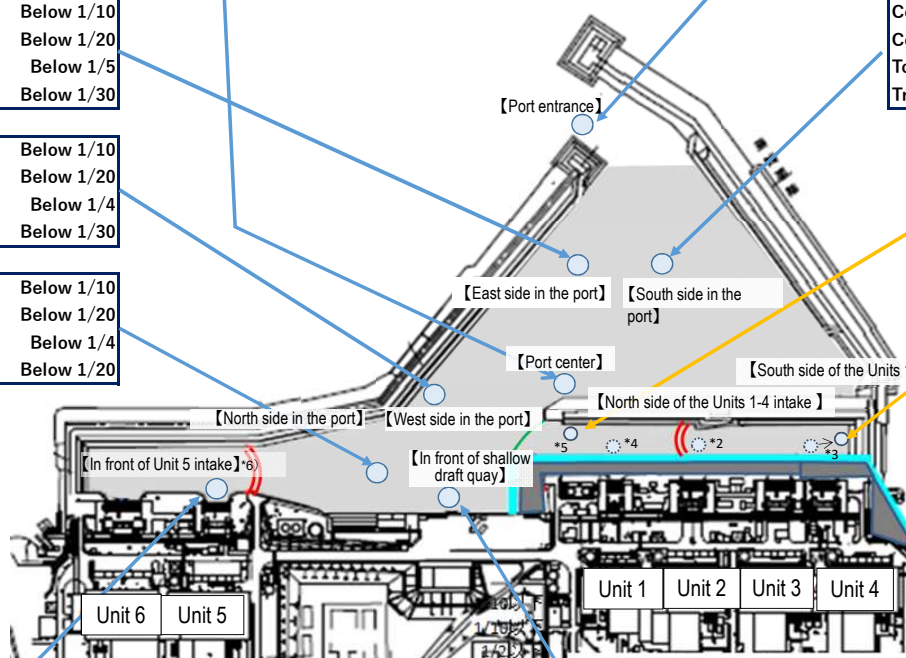 Below 1/10
Below 1/20
Below 1/5
Below 1/30
Below 1/10
Below 1/20
Below 1/4
Below 1/30
Below 1/10
Below 1/20
Below 1/4
Below 1/20
【Port entrance】
【East side in the port】
【South side in the
port】
【Port center】
【South side of the Units
【North side of the Units 1-4 intake 】
【North side in the port】
【West side in the port】
*5
*4
*2
*3
【In front of Unit 5 intake】*6)
【In front of shallow
draft quay】
Unit 1
Unit 2
Unit 3
Unit 4
Unit 6
Unit 5